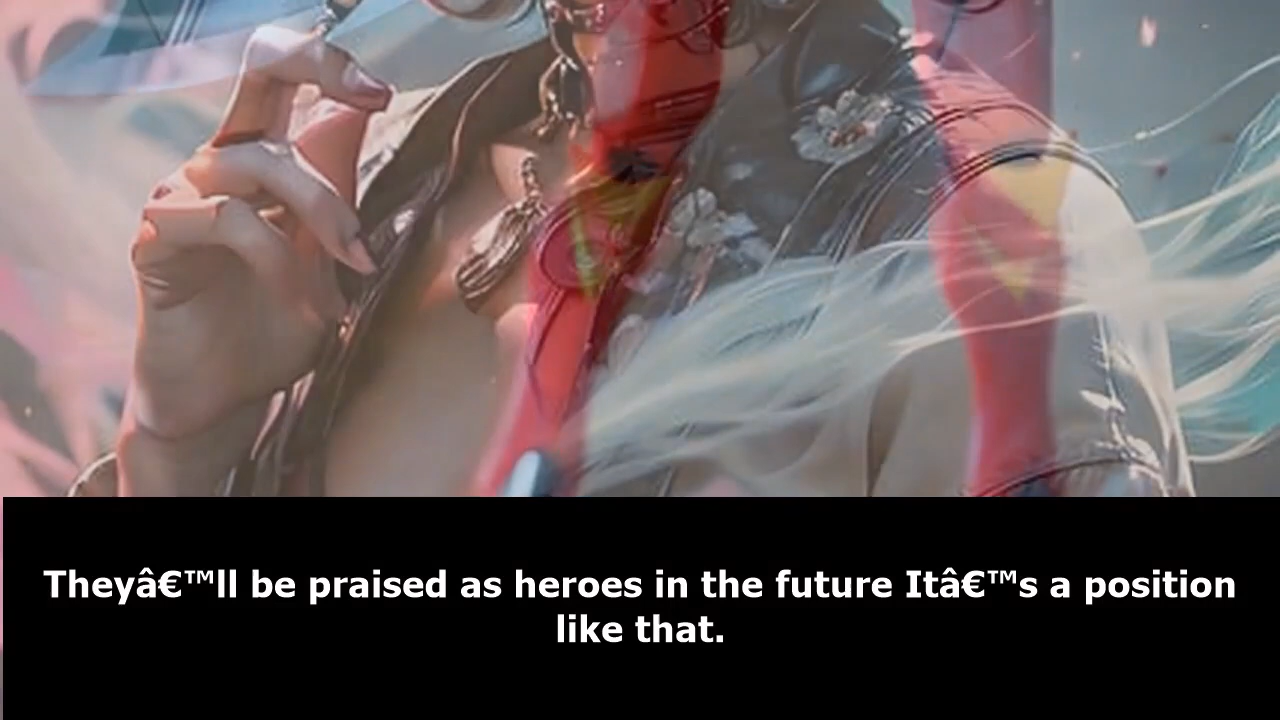 Theyâ€™ll be praised as heroes in the future Itâ€™s a position
like that.